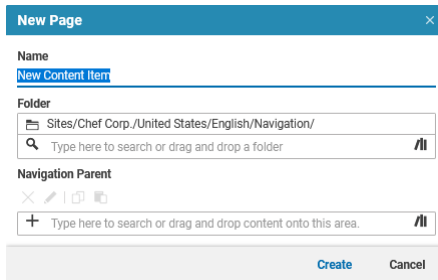 New Page
Name
New Content Item
Folder
Sites/Chef Corp./United States/English/Navigation/
Type here to search or drag and drop a folder
Navigation Parent
Type here to search or drag and drop content onto this area.
Create Cancel